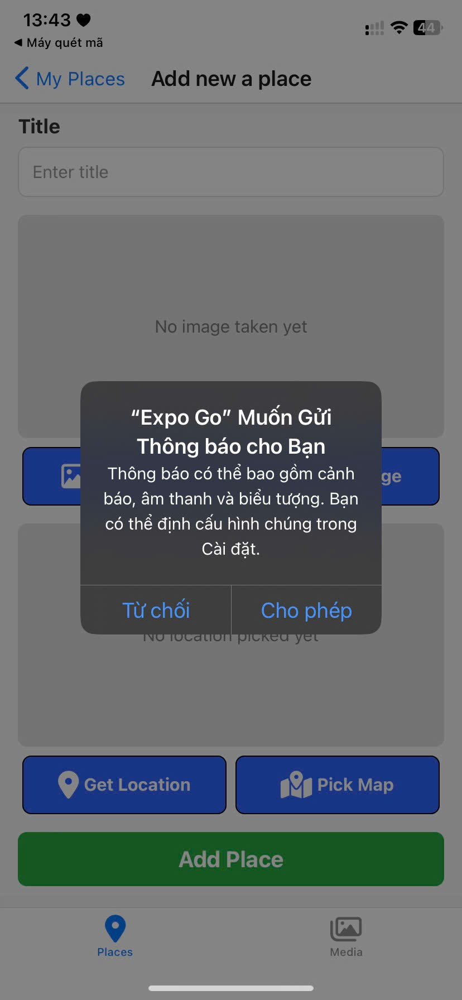 13:43
44
Máy quét mã
My Places
Add new a place
Title
Enter title
No image taken yet
“Expo Go” Muốn Gửi
Thông báo cho Bạn
Thông báo có thể bao gồm cảnh
báo, âm thanh và biểu tượng. Bạn
có thể định cấu hình chúng trong
Cài đặt.
ge
Từ chối
Cho phép
No location picked yet
Get Location
Pick Map
Add Place
Places
Media